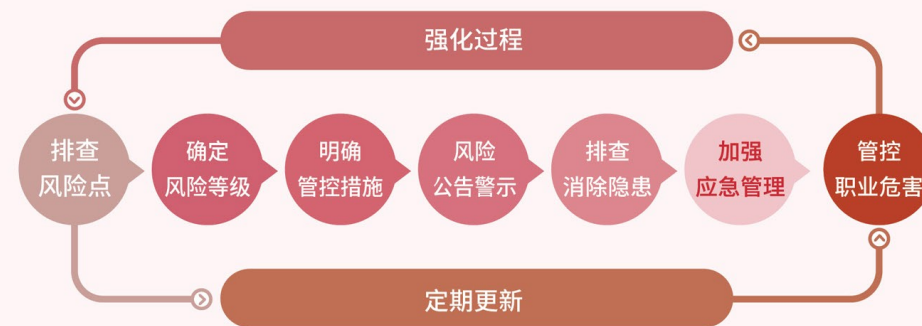 强化过程
排查
风险点
确定
风险等级
明确
管控措施
风险
公告警示
排查
消除隐患
加强
应急管理
管控
职业危害
定期更新